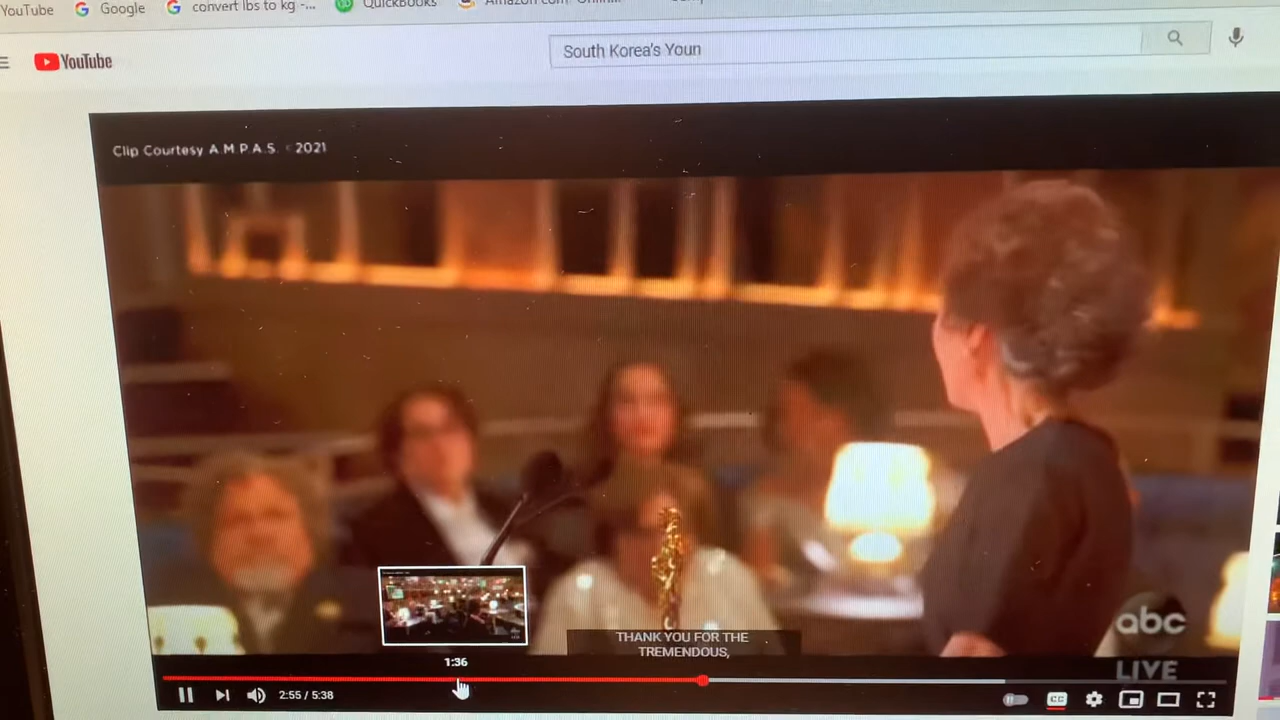 YouTube
Google
convert lbs to kg -...
QuickBooks
YouTube
South Korea's Youn
Clip Courtesy A.M.P.A.S. 2021
THANK YOU FOR THE
TREMENDOUS,
abc
LIVE
1:36
2:55 / 5:38
CC